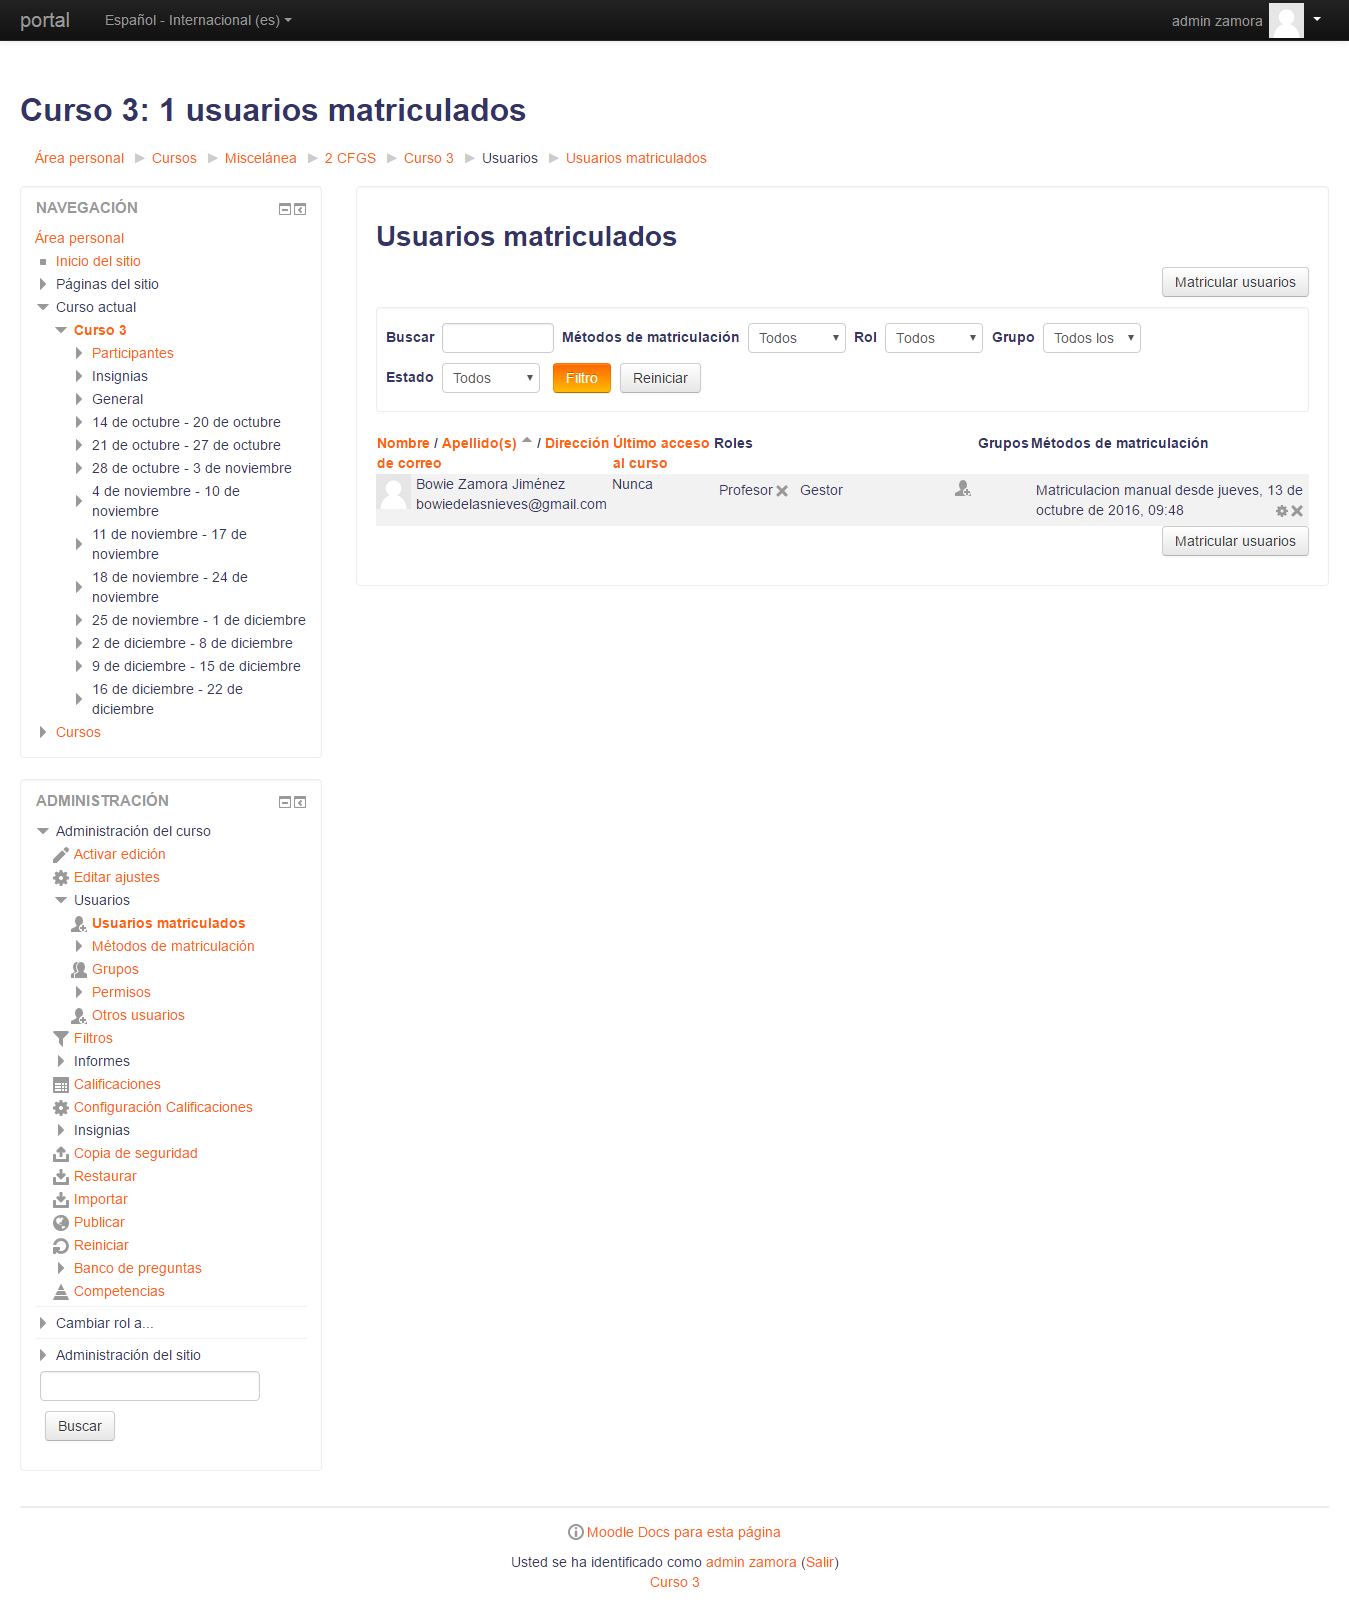 portal Español - Internacional (es) admin zamora
Curso 3: 1 usuarios matriculados
Área personal Cursos Miscelánea 2 CFGS Curso 3 Usuarios Usuarios matriculados
NAVEGACIÓN
Área personal
Inicio del sitio
Páginas del sitio
Curso actual
Curso 3
Participantes
Insignias
General
14 de octubre - 20 de octubre
21 de octubre - 27 de octubre
28 de octubre - 3 de noviembre
4 de noviembre - 10 de
noviembre
11 de noviembre - 17 de
noviembre
18 de noviembre - 24 de
noviembre
25 de noviembre - 1 de diciembre
2 de diciembre - 8 de diciembre
9 de diciembre - 15 de diciembre
16 de diciembre - 22 de
diciembre
Cursos
ADMINISTRACIÓN
Administración del curso
Activar edición
Editar ajustes
Usuarios
Usuarios matriculados
Métodos de matriculación
Grupos
Permisos
Otros usuarios
Filtros
Informes
Calificaciones
Configuración Calificaciones
Insignias
Copia de seguridad
Restaurar
Importar
Publicar
Reiniciar
Banco de preguntas
Competencias
Cambiar rol a...
Administración del sitio
Buscar
Usuarios matriculados
Matricular usuarios
Buscar Métodos de matriculación Todos Rol Todos Grupo Todos los
Estado Todos Filtro Reiniciar
Nombre / Apellido(s) / Dirección Último acceso Roles Grupos Métodos de matriculación
de correo al curso
Bowie Zamora Jiménez Nunca Profesor Gestor Matriculacion manual desde jueves, 13 de
bowiedelasnieves@gmail.com octubre de 2016, 09:48
Matricular usuarios
Moodle Docs para esta página
Usted se ha identificado como admin zamora (Salir)
Curso 3